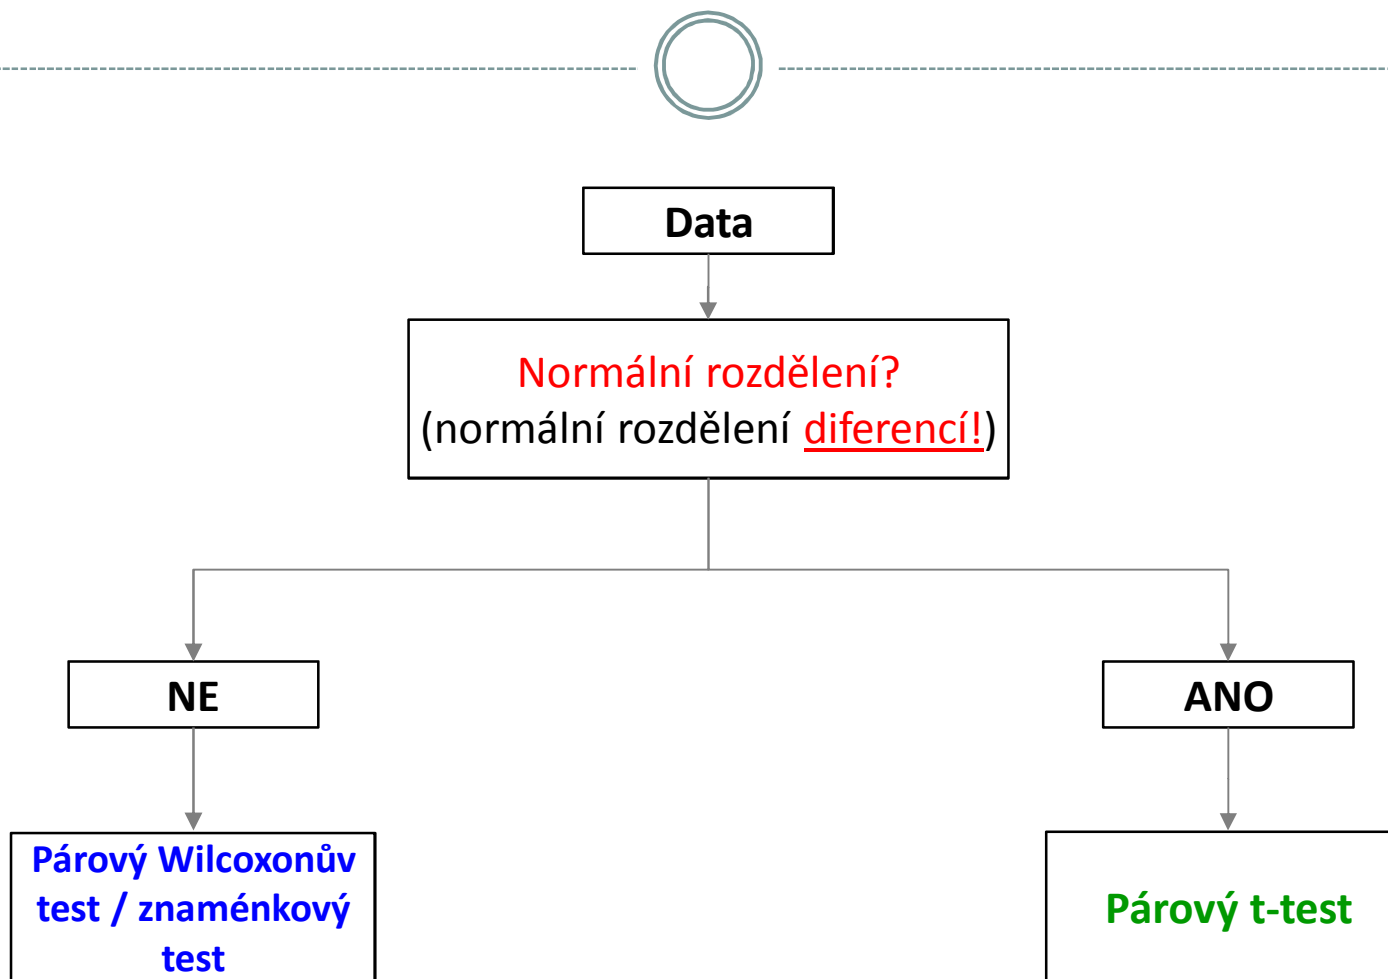 Data
Normální rozdělení?
(normální rozdělení diferencí!)
NE
ANO
Párový Wilcoxonův
test / znaménkový
test
Párový t-test